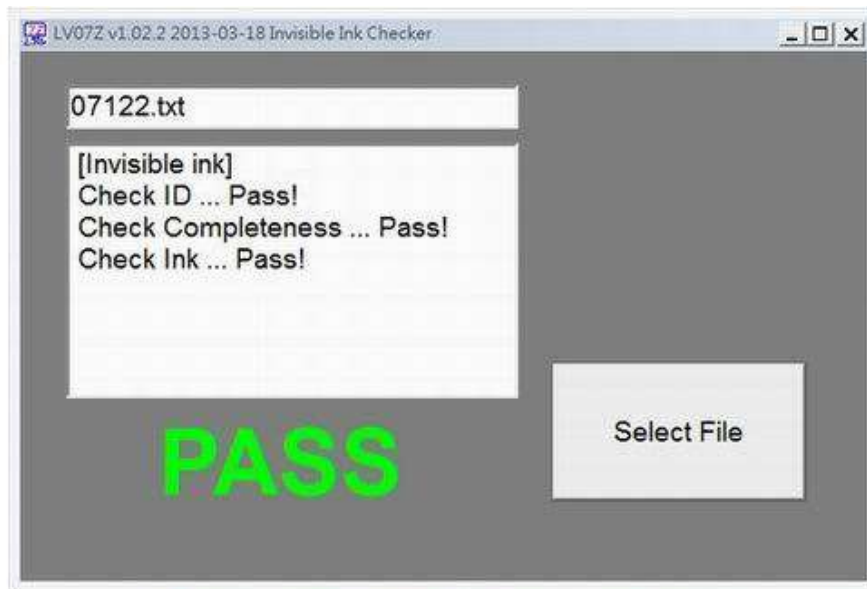 LV07Z v1.02.2 2013-03-18 Invisible Ink Checker
07122.txt
[Invisible ink]
Check ID ... Pass!
Check Completeness ... Pass!
Check Ink ... Pass!
PASS
Select File